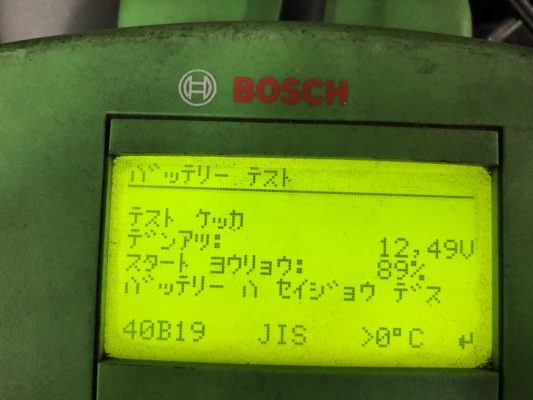 BOSCH
バッテリー テスト
テスト ケッカ
デンアツ: 12,49V
スタート ヨウリョウ: 89%
バッテリー ハ セイジョウ デス
40B19 JIS >0°C ↵